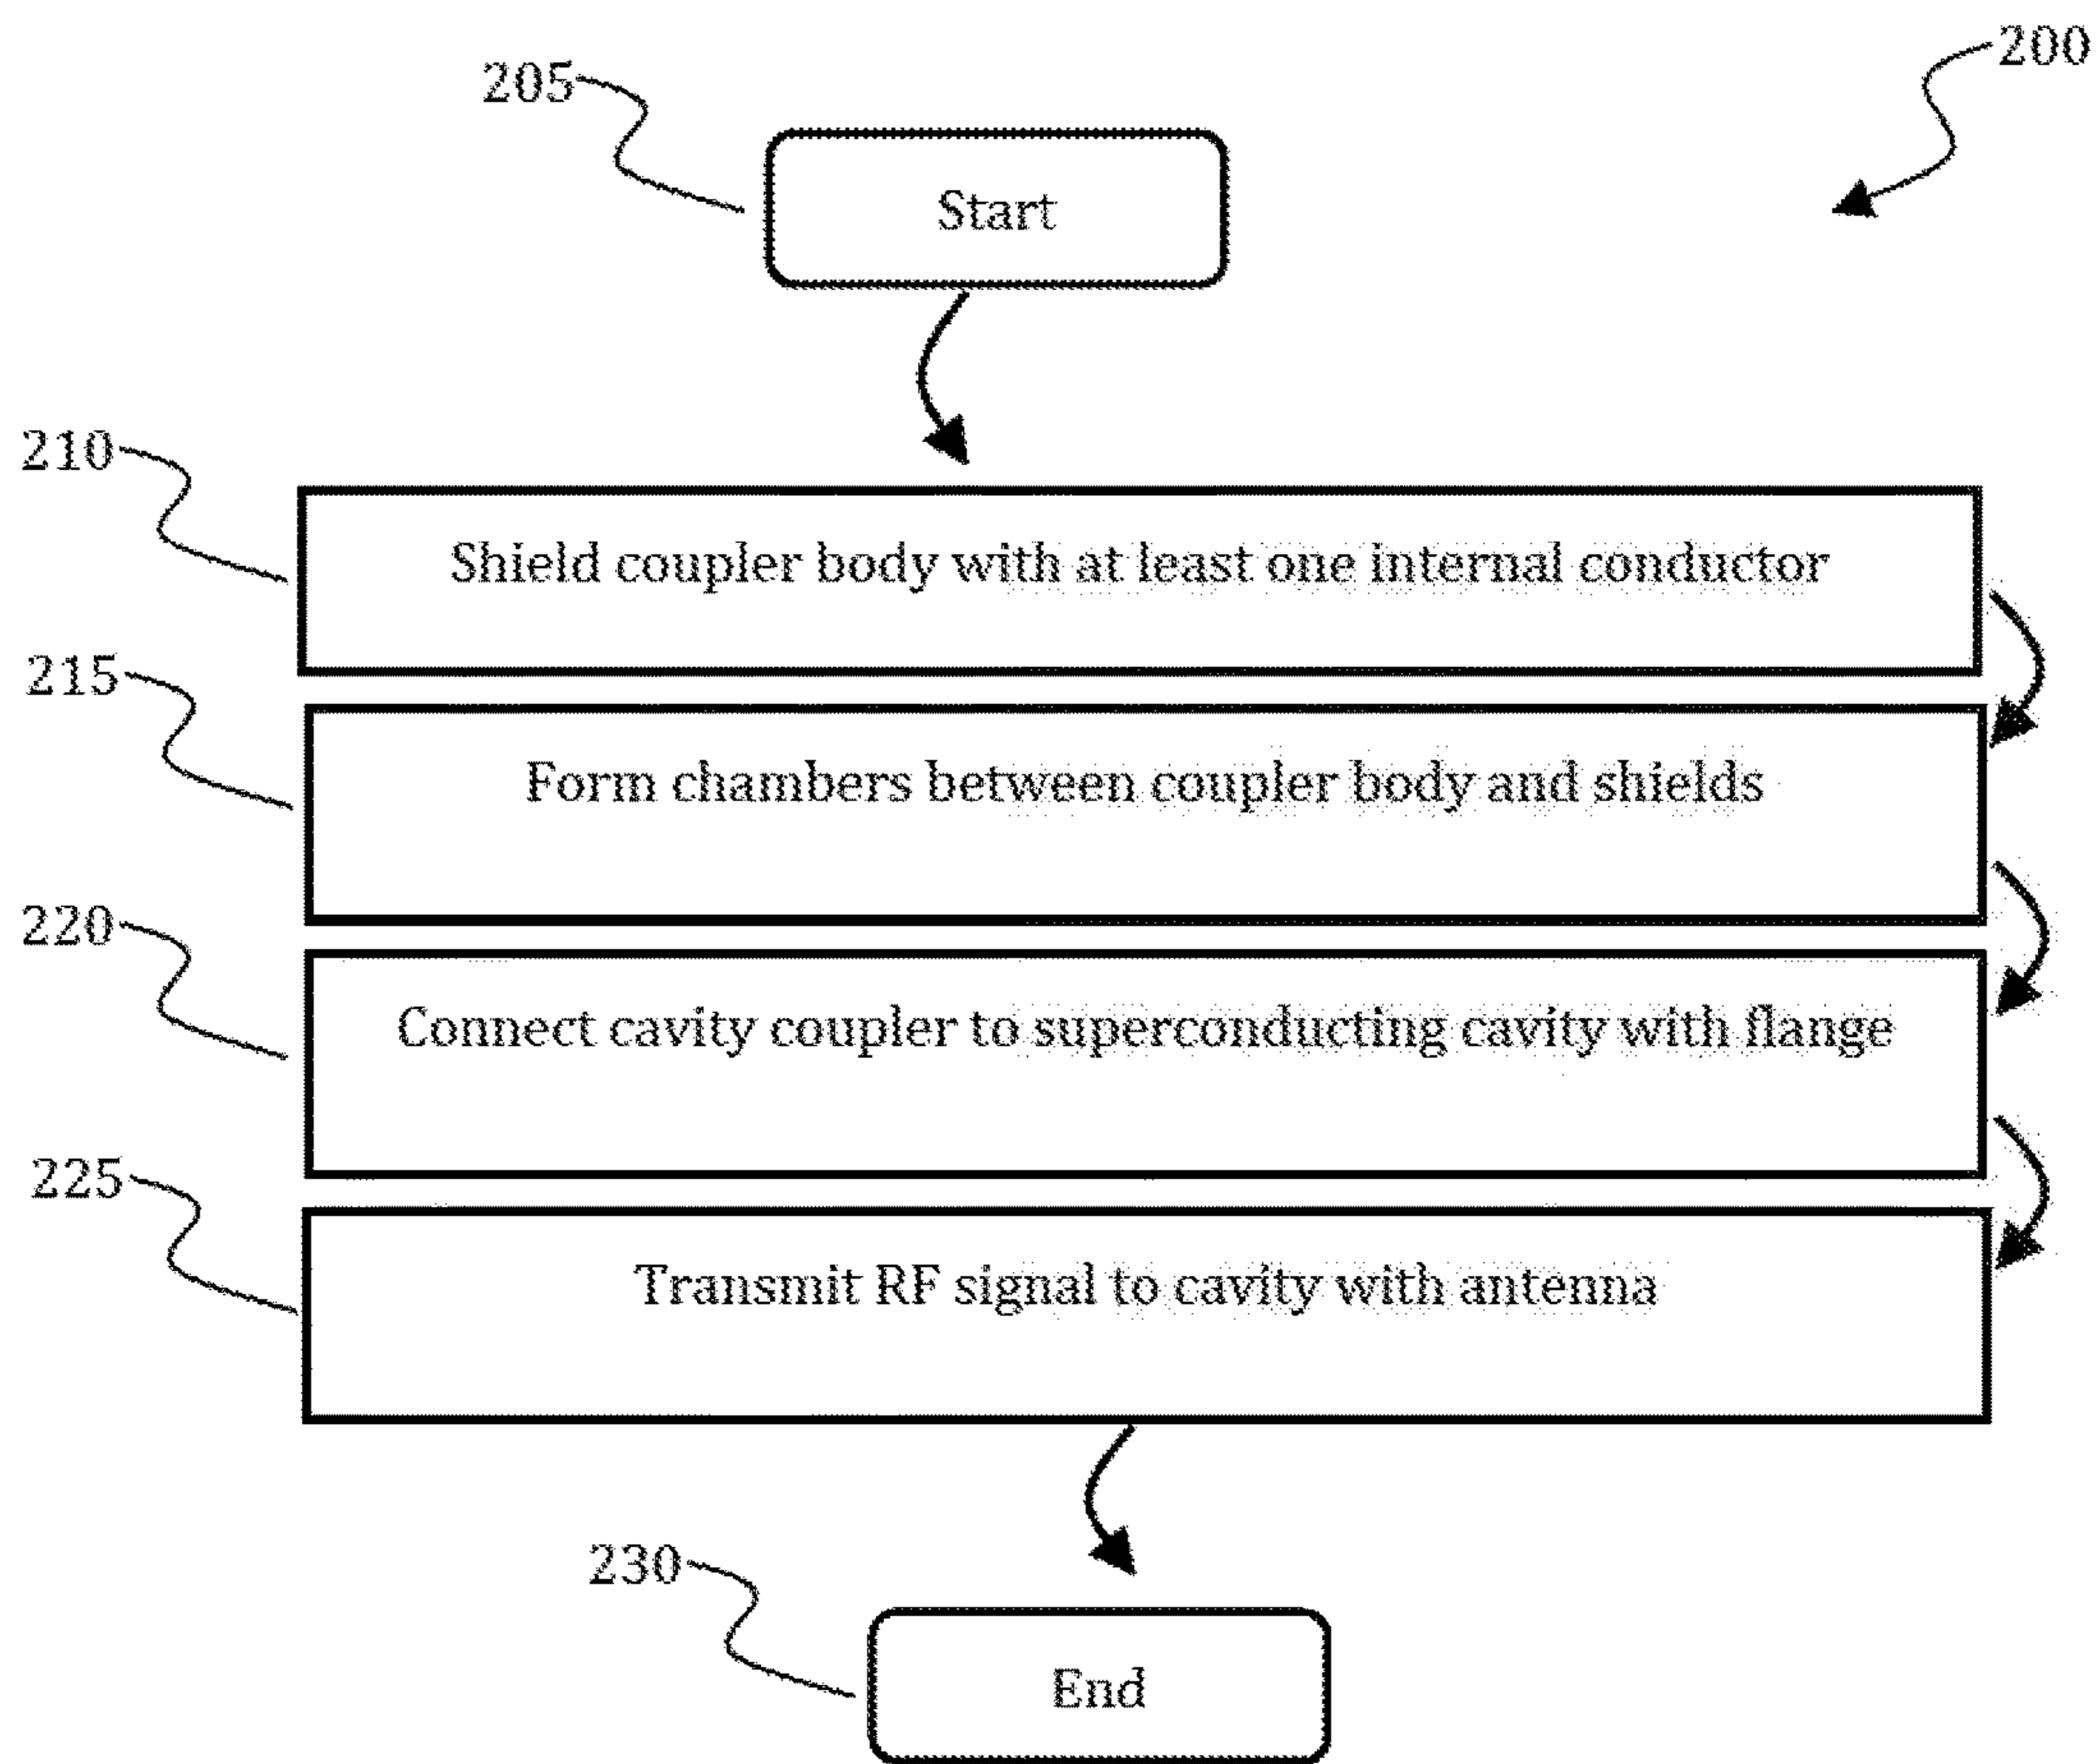 200
205
Start
210
Shield coupler body with at least one internal conductor
215
Form chambers between coupler body and shields
220
Connect cavity coupler to superconducting cavity with flange
225
Transmit RF signal to cavity with antenna
230
End